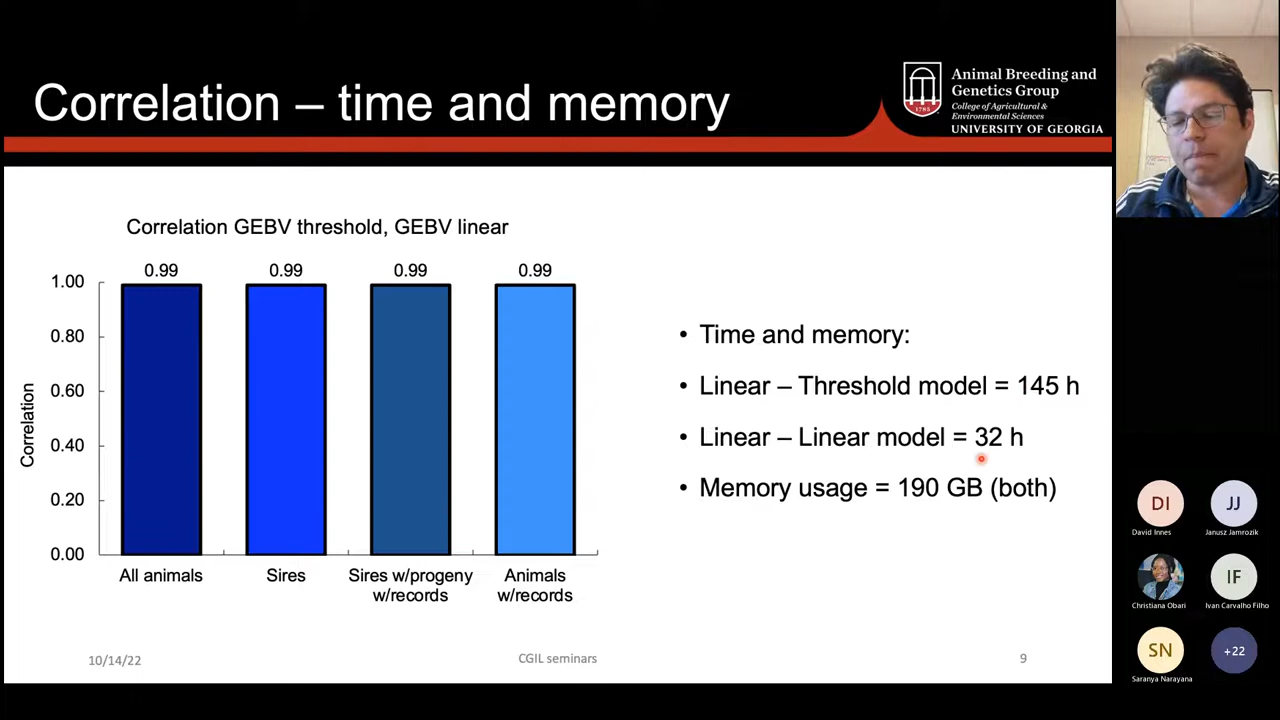 Correlation – time and memory
1785
Animal Breeding and
Genetics Group
College of Agricultural &
Environmental Sciences
UNIVERSITY OF GEORGIA
Correlation GEBV threshold, GEBV linear
0.99
0.99
0.99
0.99
1.00
0.80
0.60
0.40
0.20
0.00
Correlation
All animals
Sires
Sires w/progeny
w/records
Animals
w/records
• Time and memory:
• Linear – Threshold model = 145 h
• Linear – Linear model = 32 h
• Memory usage = 190 GB (both)
10/14/22
CGIL seminars
9
DI
David Innes
JJ
Janusz Jamrozik
Christiana Obari
IF
Ivan Carvalho Filho
SN
Saranya Narayana
+22